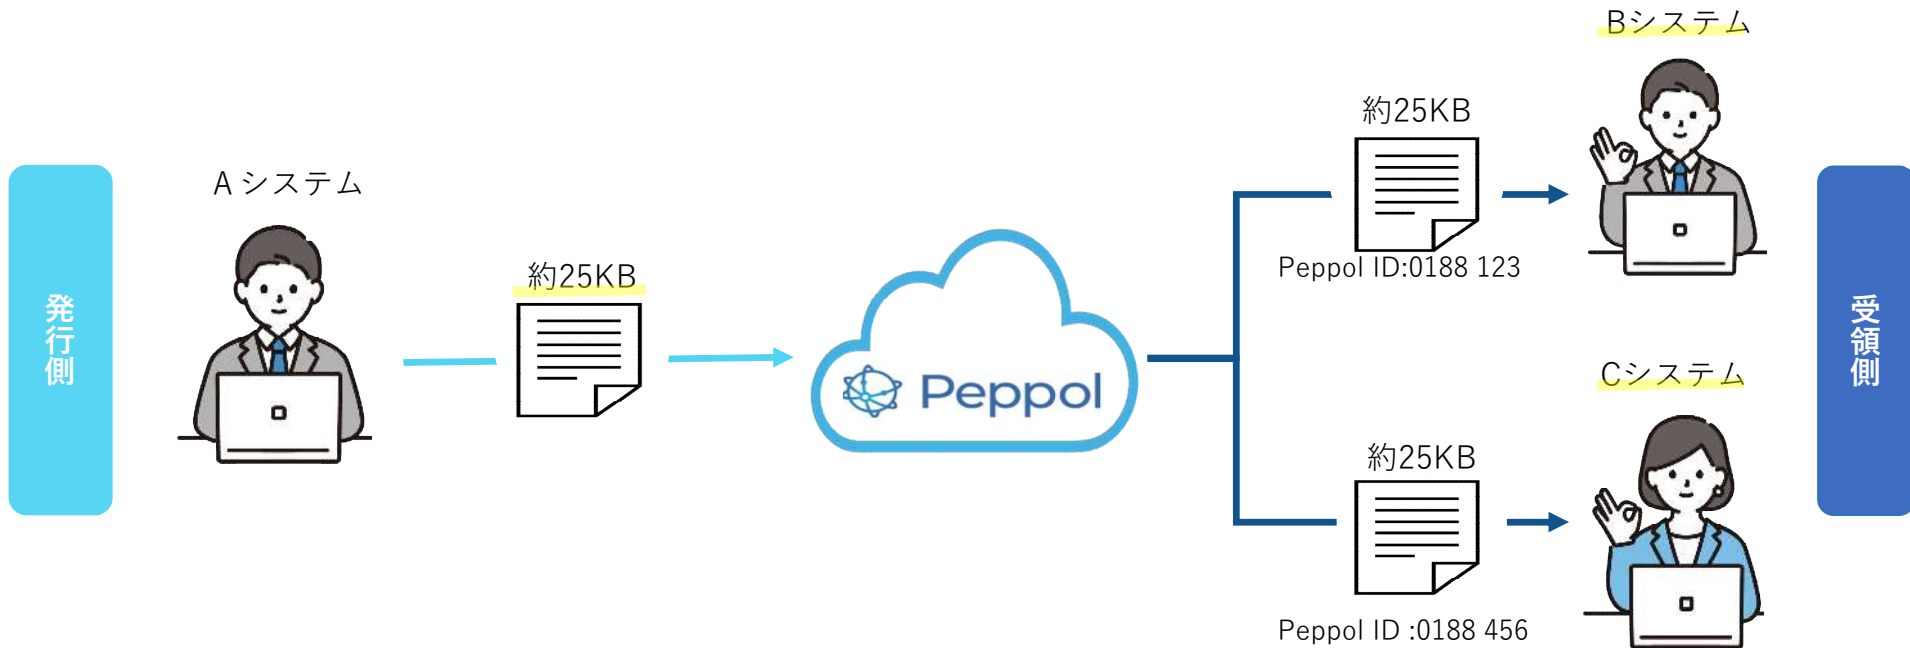 発行側
A システム
約25KB
Peppol
約25KB
Peppol ID:0188 123
Bシステム
約25KB
Peppol ID :0188 456
Cシステム
受領側